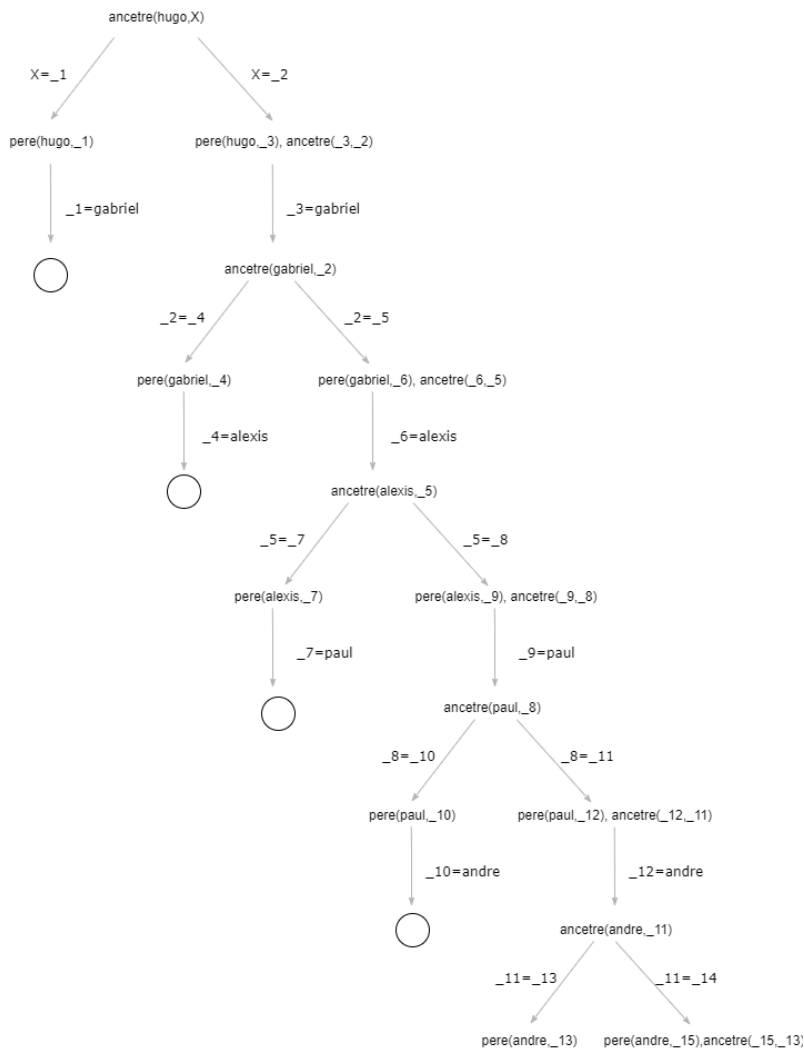 ancetre(hugo,X)
X=_1
X=_2
pere(hugo,_1)
pere(hugo,_3), ancetre(_3,_2)
_1=gabriel
_3=gabriel
ancetre(gabriel,_2)
_2=_4
_2=_5
pere(gabriel,_4)
pere(gabriel,_6), ancetre(_6,_5)
_4=alexis
_6=alexis
ancetre(alexis,_5)
_5=_7
_5=_8
pere(alexis,_7)
pere(alexis,_9), ancetre(_9,_8)
_7=paul
_9=paul
ancetre(paul,_8)
_8=_10
_8=_11
pere(paul,_10)
pere(paul,_12), ancetre(_12,_11)
_10=andre
_12=andre
ancetre(andre,_11)
_11=_13
_11=_14
pere(andre,_13)
pere(andre,_15),ancetre(_15,_13)